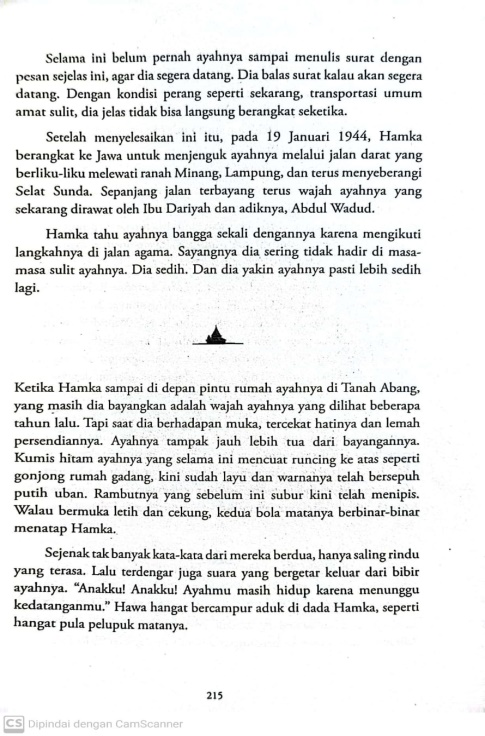 Selama ini belum pernah ayahnya sampai menulis surat dengan
pesan sejelas ini, agar dia segera datang. Dia balas surat kalau akan segera
datang. Dengan kondisi perang seperti sekarang, transportasi umum
amat sulit, dia jelas tidak bisa langsung berangkat seketika.
Setelah menyelesaikan ini itu, pada 19 Januari 1944, Hamka
berangkat ke Jawa untuk menjenguk ayahnya melalui jalan darat yang
berliku-liku melewati ranah Minang, Lampung, dan terus menyeberangi
Selat Sunda. Sepanjang jalan terbayang terus wajah ayahnya yang
sekarang dirawat oleh Ibu Dariyah dan adiknya, Abdul Wadud.
Hamka tahu ayahnya bangga sekali dengannya karena mengikuti
langkahnya di jalan agama. Sayangnya dia sering tidak hadir di masa-
masa sulit ayahnya. Dia sedih. Dan dia yakin ayahnya pasti lebih sedih
lagi.
Ketika Hamka sampai di depan pintu rumah ayahnya di Tanah Abang,
yang masih dia bayangkan adalah wajah ayahnya yang dilihat beberapa
tahun lalu. Tapi saat dia berhadapan muka, tercekat hatinya dan lemah
persendiannya. Ayahnya tampak jauh lebih tua dari bayangannya.
Kumis hitam ayahnya yang selama ini mencuat runcing ke atas seperti
gonjong rumah gadang, kini sudah layu dan warnanya telah bersepuh
putih uban. Rambutnya yang sebelum ini subur kini telah menipis.
Walau bermuka letih dan cekung, kedua bola matanya berbinar-binar
menatap Hamka.
Sejenak tak banyak kata-kata dari mereka berdua, hanya saling rindu
yang terasa. Lalu terdengar juga suara yang bergetar keluar dari bibir
ayahnya. “Anakku! Anakku! Ayahmu masih hidup karena menunggu
kedatanganmu.” Hawa hangat bercampur aduk di dada Hamka, seperti
hangat pula pelupuk matanya.
215
CS Dipindai dengan CamScanner